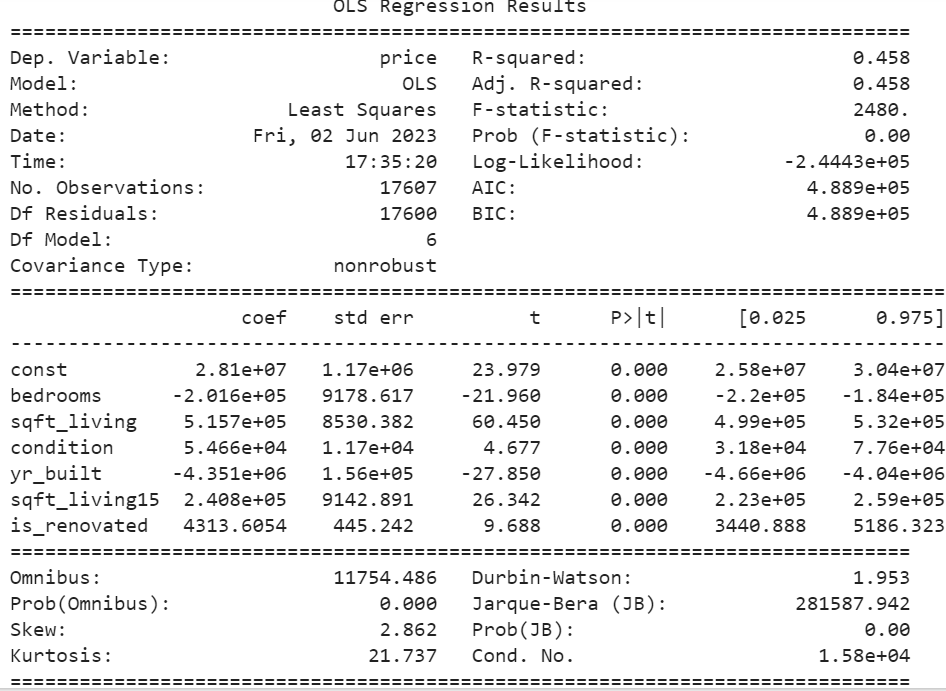 OLS Regression Results
==============================================================================
Dep. Variable:                  price   R-squared:                       0.458
Model:                            OLS   Adj. R-squared:                  0.458
Method:                 Least Squares   F-statistic:                     2480.
Date:                Fri, 02 Jun 2023   Prob (F-statistic):               0.00
Time:                        17:35:20   Log-Likelihood:            -2.4443e+05
No. Observations:               17607   AIC:                         4.889e+05
Df Residuals:                   17600   BIC:                         4.889e+05
Df Model:                           6
Covariance Type:            nonrobust
=================================================================================
                    coef    std err          t      P>|t|      [0.025      0.975]
---------------------------------------------------------------------------------
const           2.81e+07   1.17e+06     23.979      0.000    2.58e+07    3.04e+07
bedrooms      -2.016e+05   9178.617    -21.960      0.000    -2.2e+05   -1.84e+05
sqft_living    5.157e+05   8530.382     60.450      0.000    4.99e+05    5.32e+05
condition      5.466e+04   1.17e+04      4.677      0.000    3.18e+04    7.76e+04
yr_built      -4.351e+06   1.56e+05    -27.850      0.000   -4.66e+06   -4.04e+06
sqft_living15  2.408e+05   9142.891     26.342      0.000    2.23e+05    2.59e+05
is_renovated   4313.6054    445.242      9.688      0.000    3440.888    5186.323
==============================================================================
Omnibus:                    11754.486   Durbin-Watson:                   1.953
Prob(Omnibus):                  0.000   Jarque-Bera (JB):           281587.942
Skew:                           2.862   Prob(JB):                         0.00
Kurtosis:                      21.737   Cond. No.                     1.58e+04
==============================================================================